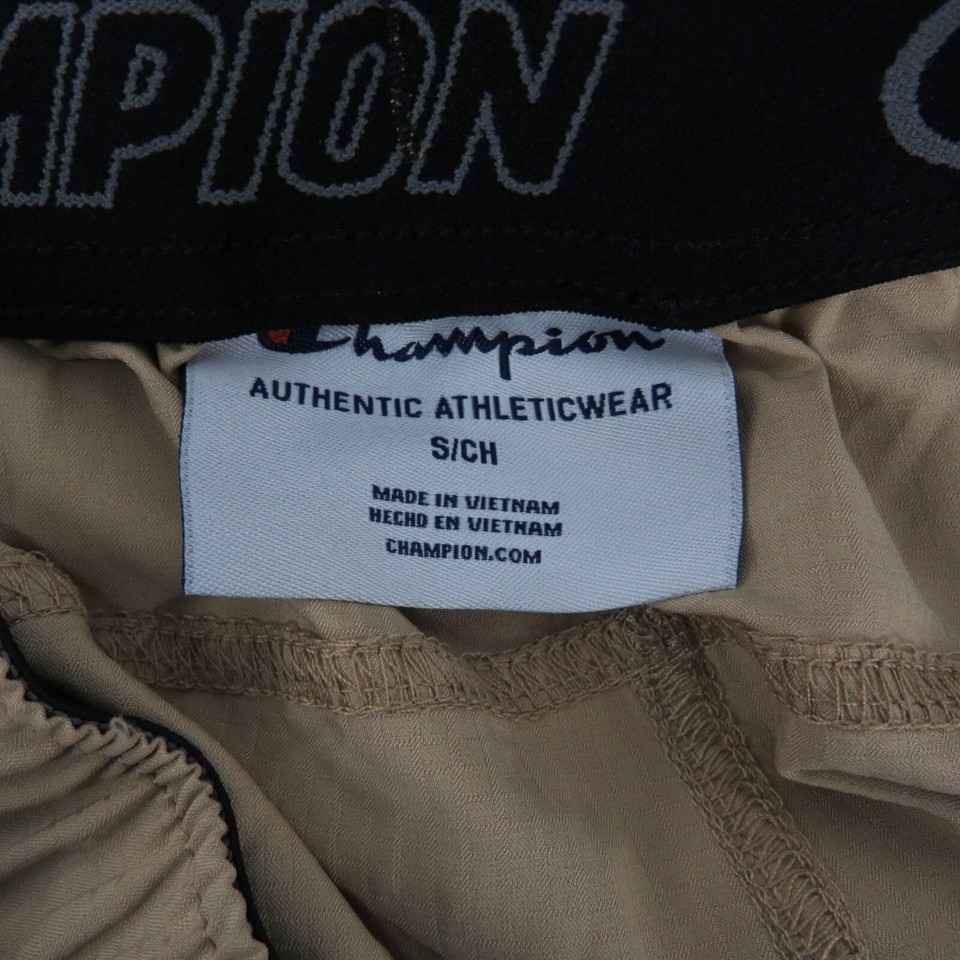 MPION
Champion
AUTHENTIC ATHLETICWEAR
S/CH
MADE IN VIETNAM
HECHO EN VIETNAM
CHAMPION.COM